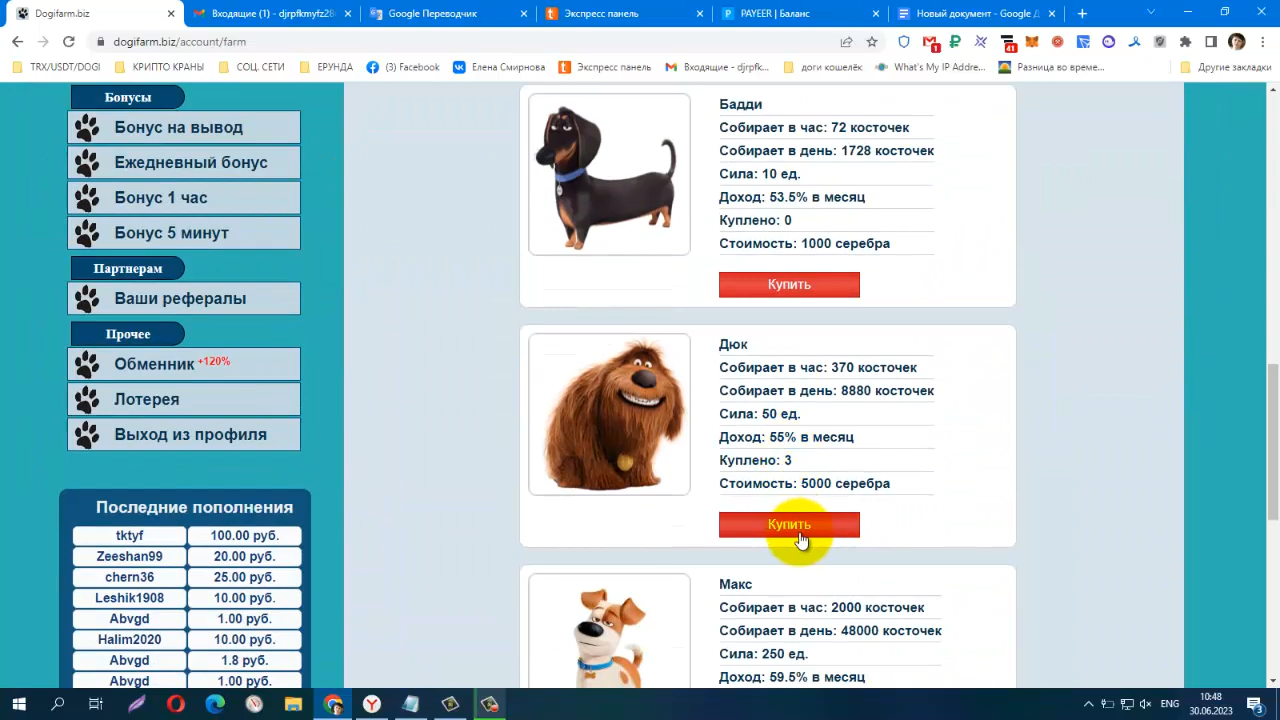 Dogifarm.biz
Входящие (1) - djrpfkmyfz28
Google Переводчик
Экспресс панель
PAYEER | Баланс
Новый документ - Google Д
dogifarm.biz/account/farm
1
41
TRX/USDT/DOGI
КРИПТО КРАНЫ
СОЦ. СЕТИ
ЕРУНДА
(3) Facebook
Елена Смирнова
Экспресс панель
Входящие - djrpfk...
доги кошелёк
What's My IP Addre...
Разница во време...
Другие закладки
Бонусы
Бонус на вывод
Ежедневный бонус
Бонус 1 час
Бонус 5 минут
Партнерам
Ваши рефералы
Прочее
Обменник +120%
Лотерея
Выход из профиля
Последние пополнения
tktyf 100.00 руб.
Zeeshan99 20.00 руб.
chern36 25.00 руб.
Leshik1908 10.00 руб.
Abvgd 1.00 руб.
Halim2020 10.00 руб.
Abvgd 1.8 руб.
Abvgd 1.00 руб.
Бадди
Собирает в час: 72 косточек
Собирает в день: 1728 косточек
Сила: 10 ед.
Доход: 53.5% в месяц
Куплено: 0
Стоимость: 1000 серебра
Купить
Дюк
Собирает в час: 370 косточек
Собирает в день: 8880 косточек
Сила: 50 ед.
Доход: 55% в месяц
Куплено: 3
Стоимость: 5000 серебра
Купить
Макс
Собирает в час: 2000 косточек
Собирает в день: 48000 косточек
Сила: 250 ед.
Доход: 59.5% в месяц
ENG
10:48
30.06.2023
3